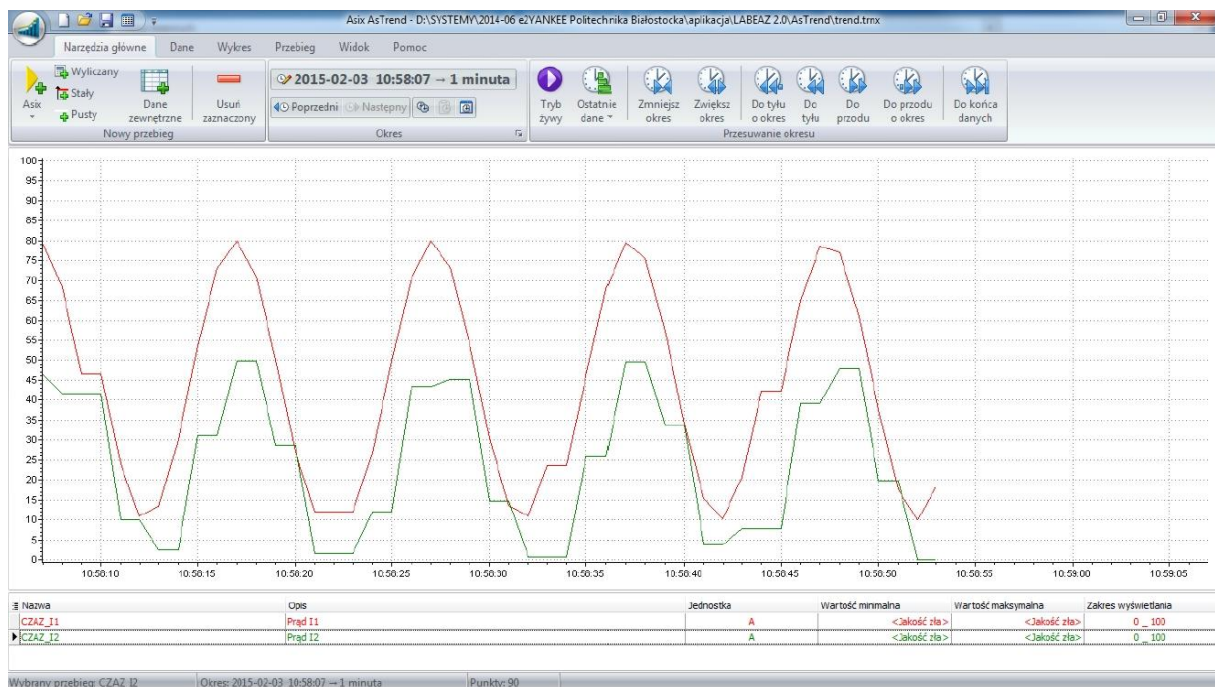 Asix AsTrend - D:\SYSTEMY\2014-06 e2YANKEE Politechnika Białostocka\aplikacja\LABEAZ 2.0\AsTrend\trend.trnx
Narzędzia główne Dane Wykres Przebieg Widok Pomoc
Asix
Wyliczany
Stały
Pusty
Dane zewnętrzne
Usuń zaznaczony
Nowy przebieg
2015-02-03 10:58:07 → 1 minuta
Poprzedni Następny
Okres
Tryb żywy
Ostatnie dane
Zmniejsz okres
Zwiększ okres
Do tyłu o okres
Do tyłu
Do przodu
Do przodu o okres
Do końca danych
Przesuwanie okresu
100
95
90
85
80
75
70
65
60
55
50
45
40
35
30
25
20
15
10
5
0
10:58:10 10:58:15 10:58:20 10:58:25 10:58:30 10:58:35 10:58:40 10:58:45 10:58:50 10:58:55 10:59:00 10:59:05
Nazwa Opis Jednostka Wartość minimalna Wartość maksymalna Zakres wyświetlania
CZAZ_I1 Prąd I1 A <Jakość zła> <Jakość zła> 0 _ 100
CZAZ_I2 Prąd I2 A <Jakość zła> <Jakość zła> 0 _ 100
Wybrany przebieg: CZAZ_I2 Okres: 2015-02-03 10:58:07 → 1 minuta Punkty: 90